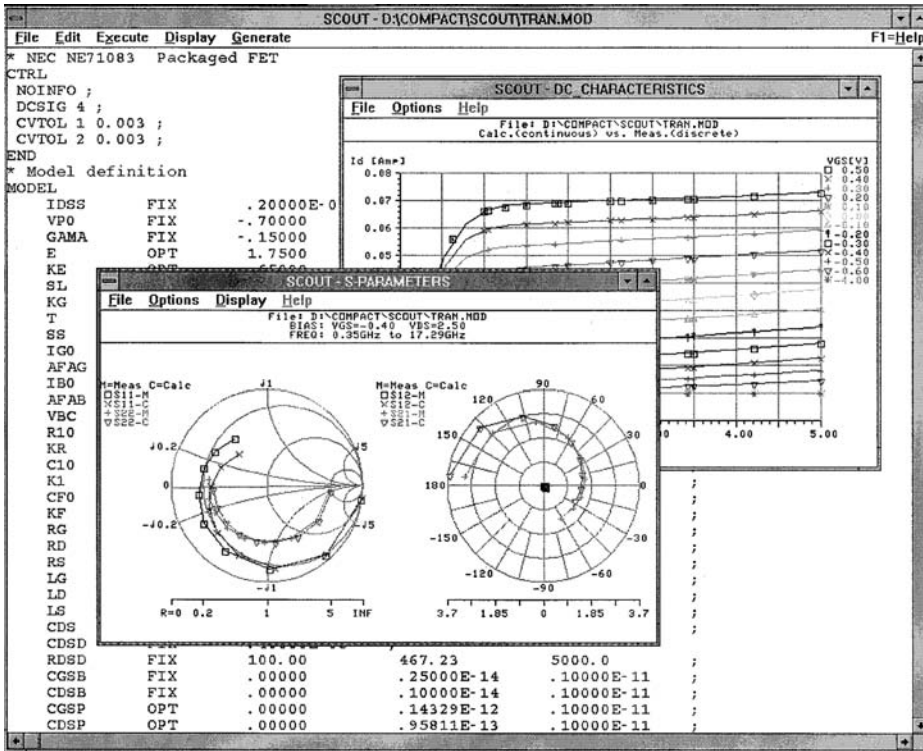 SCOUT - D:\COMPACT\SCOUT\TRAN.MOD
File Edit Execute Display Generate F1=Help
* NEC NE71083 Packaged FET
CTRL
NOINFO ;
DCSIG 4 ;
CVTOL 1 0.003 ;
CVTOL 2 0.003 ;
END
* Model definition
MODEL
IDSS FIX .20000E-0
VP0 FIX -.70000
GAMA FIX -.15000
E OPT 1.7500
KE
SL
KG
T
SS
IG0
AFAG
IB0
AFAB
VBC
R10
KR
C10
K1
CF0
KF
RG
RD
RS
LG
LD
LS
CDS
CDSD
RDSD FIX 100.00 467.23 5000.0 ;
CGSB FIX .00000 .25000E-14 .10000E-11 ;
CDSB FIX .00000 .10000E-14 .10000E-11 ;
CGSP OPT .00000 .14329E-12 .10000E-11 ;
CDSP OPT .00000 .95811E-13 .10000E-11 ;
SCOUT - DC_CHARACTERISTICS
File Options Help
File: D:\COMPACT\SCOUT\TRAN.MOD
Calc.(continuous) vs. Meas.(discrete)
Id [Amp] VGS[V]
0.08
0.07
0.06
0.05
0.50
0.40
0.30
0.20
0.10
-0.10
-0.20
-0.30
-0.40
-0.50
-0.60
4.00 5.00
SCOUT - S-PARAMETERS
File Options Display Help
File: D:\COMPACT\SCOUT\TRAN.MOD
BIAS: VGS=-0.40 VDS=2.50
FREQ: 0.35GHz to 17.29GHz
M=Meas C=Calc
S11-M
S11-C
S22-M
S22-C
J1
J0.2
J5
0
-J0.2
-J5
-J1
R=0 0.2 1 5 INF
M=Meas C=Calc
S12-M
S12-C
S21-M
S21-C
90
120 60
150 30
180 0
-150 -30
-120 -60
-90
3.7 1.85 0 1.85 3.7